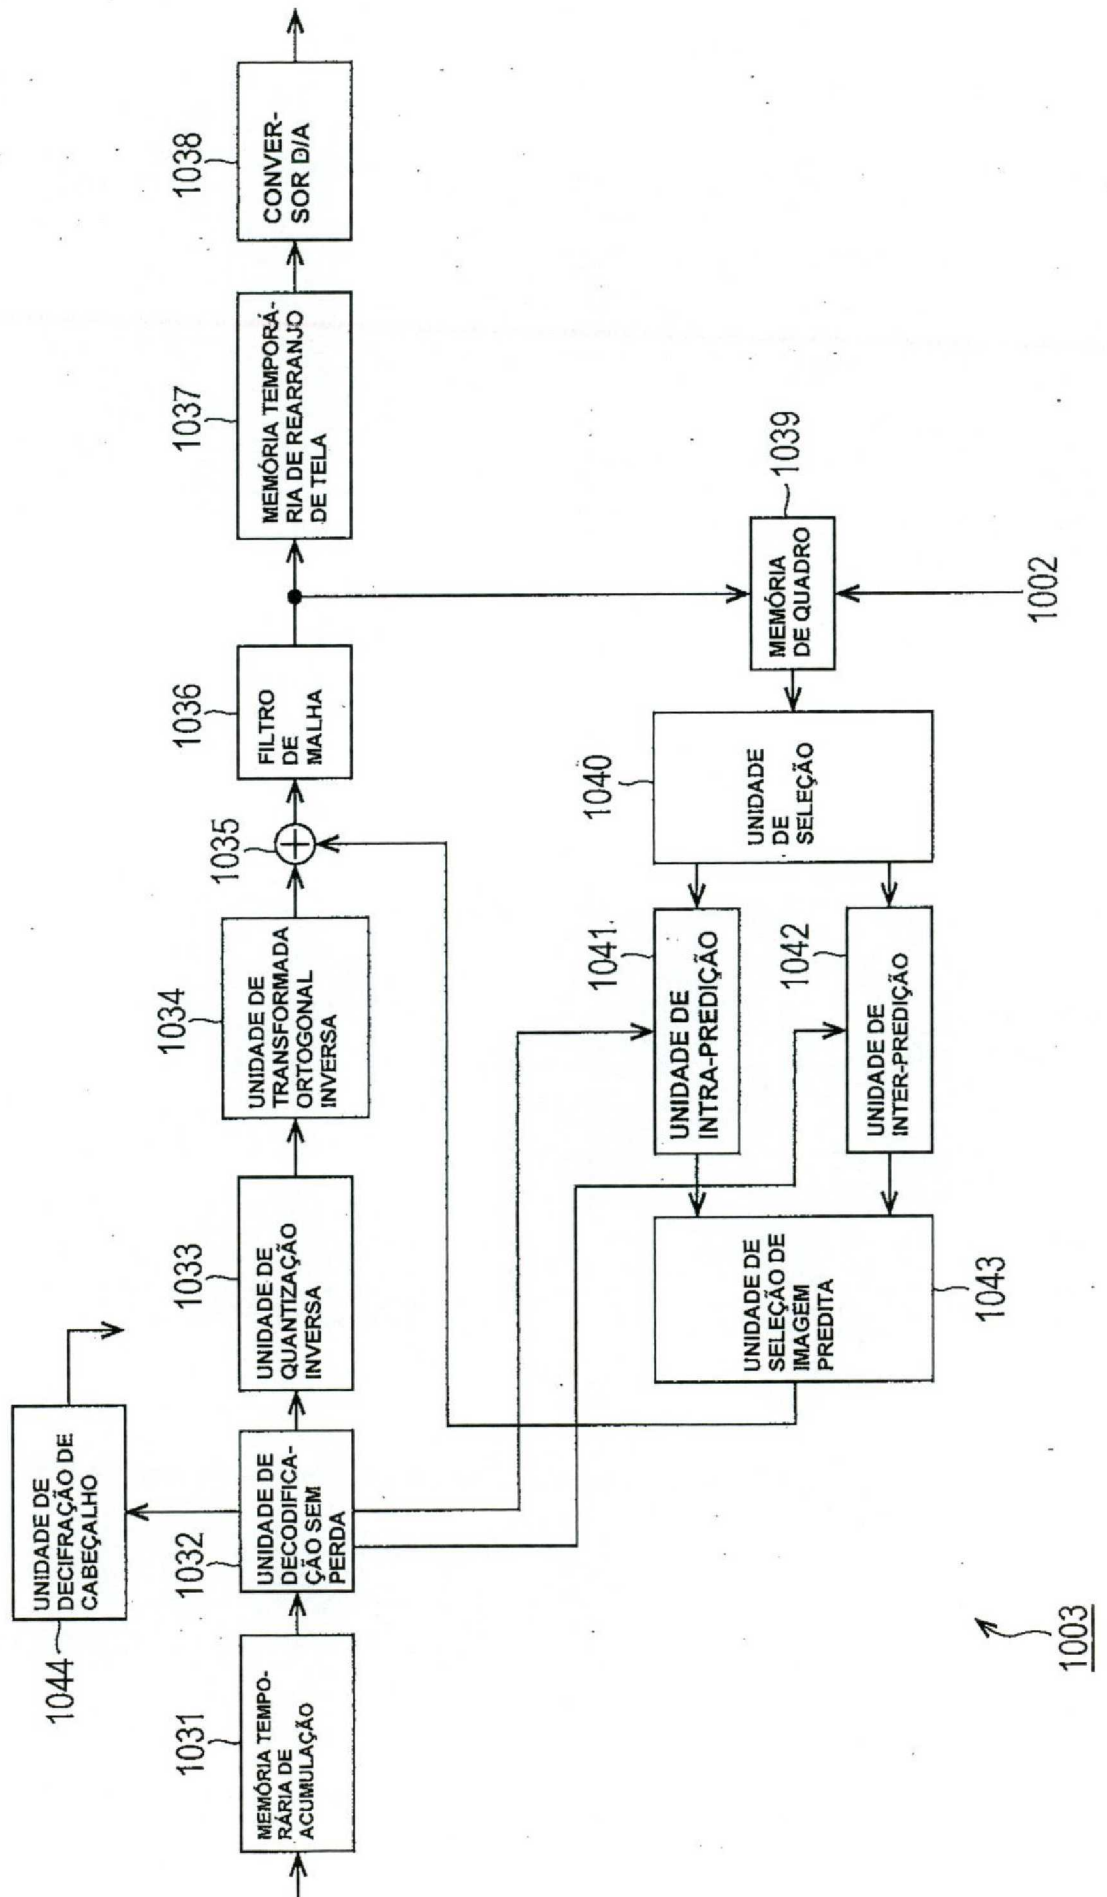 1044
UNIDADE DE
DECIFRAÇÃO DE
CABEÇALHO
1031
MEMÓRIA TEMPO-
RÁRIA DE
ACUMULAÇÃO
1032
UNIDADE DE
DECODIFICA-
ÇÃO SEM
PERDA
1033
UNIDADE DE
QUANTIZAÇÃO
INVERSA
1034
UNIDADE DE
TRANSFORMADA
ORTOGONAL
INVERSA
1035
1036
FILTRO
DE
MALHA
1037
MEMÓRIA TEMPORÁ-
RIA DE REARRANJO
DE TELA
1038
CONVER-
SOR D/A
1041
UNIDADE DE
INTRA-PREDIÇÃO
1040
UNIDADE
DE
SELEÇÃO
MEMÓRIA
DE QUADRO
1039
UNIDADE DE
SELEÇÃO DE
IMAGEM
PREDITA
1043
1042
UNIDADE DE
INTER-PREDIÇÃO
1002
1003